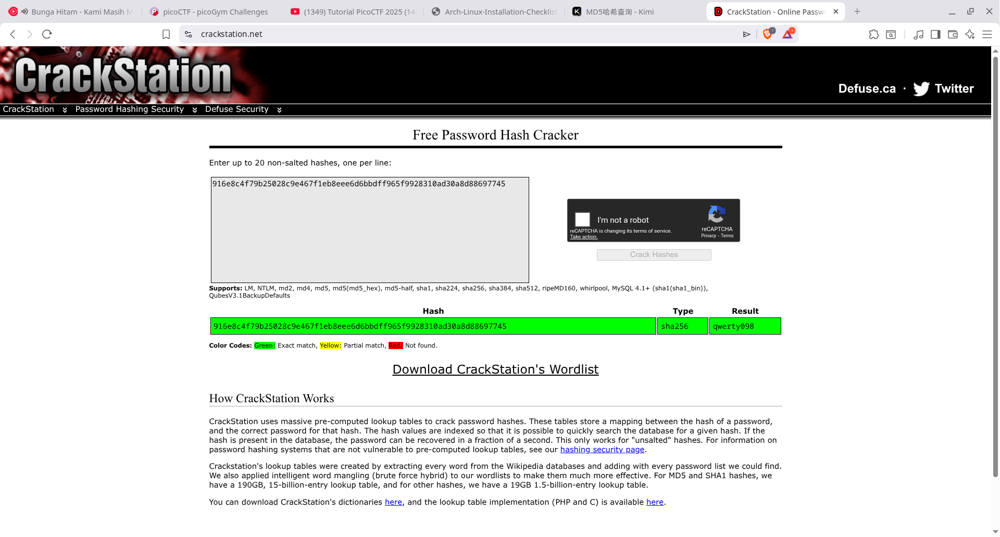 Bunga Hitam - Kami Masih M
picoCTF - picoGym Challenges
(1349) Tutorial PicoCTF 2025 (14
Arch-Linux-Installation-Checklist
MD5哈希查询 - Kimi
CrackStation - Online Passw
crackstation.net
CrackStation
Defuse.ca · Twitter
CrackStation Password Hashing Security Defuse Security
Free Password Hash Cracker
Enter up to 20 non-salted hashes, one per line:
916e8c4f79b25028c9e467f1eb8eee6d6bbdff965f9928310ad30a8d88697745
I'm not a robot
reCAPTCHA is changing its terms of service.
Take action.
reCAPTCHA
Privacy - Terms
Crack Hashes
Supports: LM, NTLM, md2, md4, md5, md5(md5_hex), md5-half, sha1, sha224, sha256, sha384, sha512, ripeMD160, whirlpool, MySQL 4.1+ (sha1(sha1_bin)),
QubesV3.1BackupDefaults
Hash Type Result
916e8c4f79b25028c9e467f1eb8eee6d6bbdff965f9928310ad30a8d88697745 sha256 qwerty098
Color Codes: Green: Exact match, Yellow: Partial match, Red: Not found.
Download CrackStation's Wordlist
How CrackStation Works
CrackStation uses massive pre-computed lookup tables to crack password hashes. These tables store a mapping between the hash of a password,
and the correct password for that hash. The hash values are indexed so that it is possible to quickly search the database for a given hash. If the
hash is present in the database, the password can be recovered in a fraction of a second. This only works for "unsalted" hashes. For information on
password hashing systems that are not vulnerable to pre-computed lookup tables, see our hashing security page.
Crackstation's lookup tables were created by extracting every word from the Wikipedia databases and adding with every password list we could find.
We also applied intelligent word mangling (brute force hybrid) to our wordlists to make them much more effective. For MD5 and SHA1 hashes, we
have a 190GB, 15-billion-entry lookup table, and for other hashes, we have a 19GB 1.5-billion-entry lookup table.
You can download CrackStation's dictionaries here, and the lookup table implementation (PHP and C) is available here.